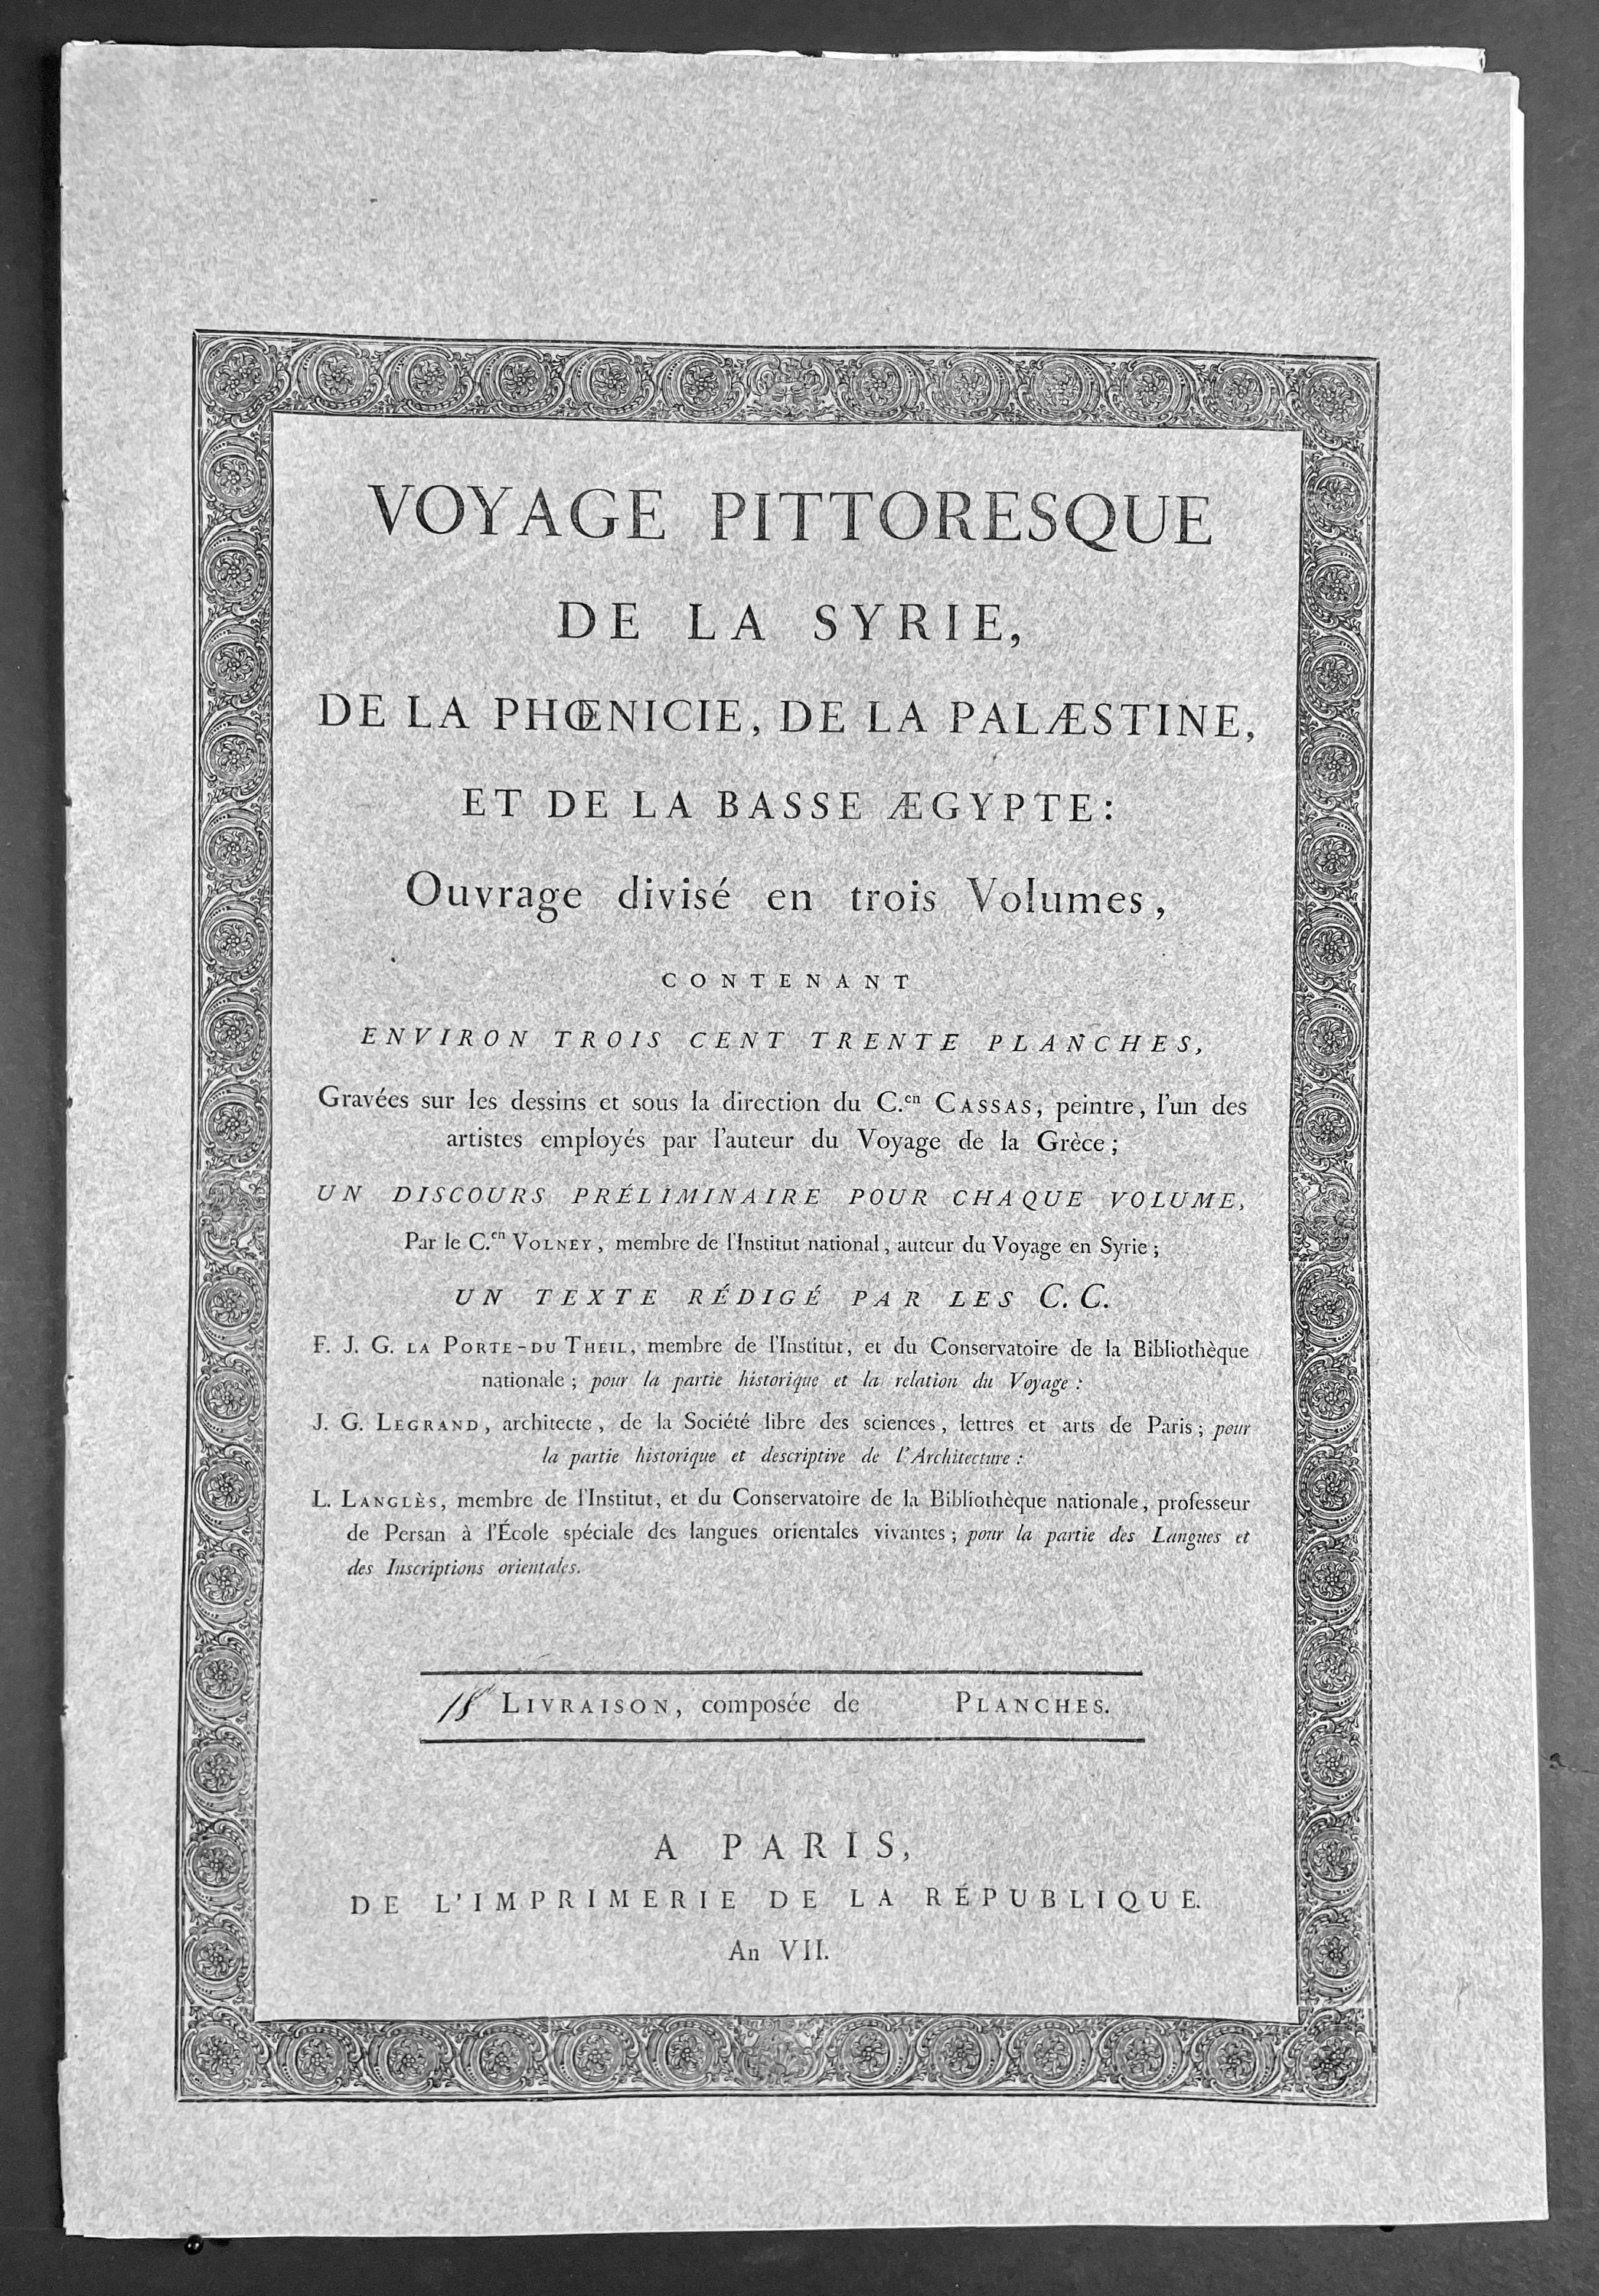 VOYAGE PITTORESQUE
DE LA SYRIE,
DE LA PHŒNICIE, DE LA PALÆSTINE,
ET DE LA BASSE ÆGYPTE:
Ouvrage divisé en trois Volumes,
CONTENANT
ENVIRON TROIS CENT TRENTE PLANCHES,
Gravées sur les dessins et sous la direction du C.en CASSAS, peintre, l'un des
artistes employés par l'auteur du Voyage de la Grèce;
UN DISCOURS PRÉLIMINAIRE POUR CHAQUE VOLUME,
Par le C.en VOLNEY, membre de l'Institut national, auteur du Voyage en Syrie;
UN TEXTE RÉDIGÉ PAR LES C. C.
F. J. G. LA PORTE-DU THEIL, membre de l'Institut, et du Conservatoire de la Bibliothèque
nationale; pour la partie historique et la relation du Voyage:
J. G. LEGRAND, architecte, de la Société libre des sciences, lettres et arts de Paris; pour
la partie historique et descriptive de l'Architecture:
L. LANGLÈS, membre de l'Institut, et du Conservatoire de la Bibliothèque nationale, professeur
de Persan à l'École spéciale des langues orientales vivantes; pour la partie des Langues et
des Inscriptions orientales.
LIVRAISON, composée de PLANCHES.
A PARIS,
DE L'IMPRIMERIE DE LA RÉPUBLIQUE.
An VII.